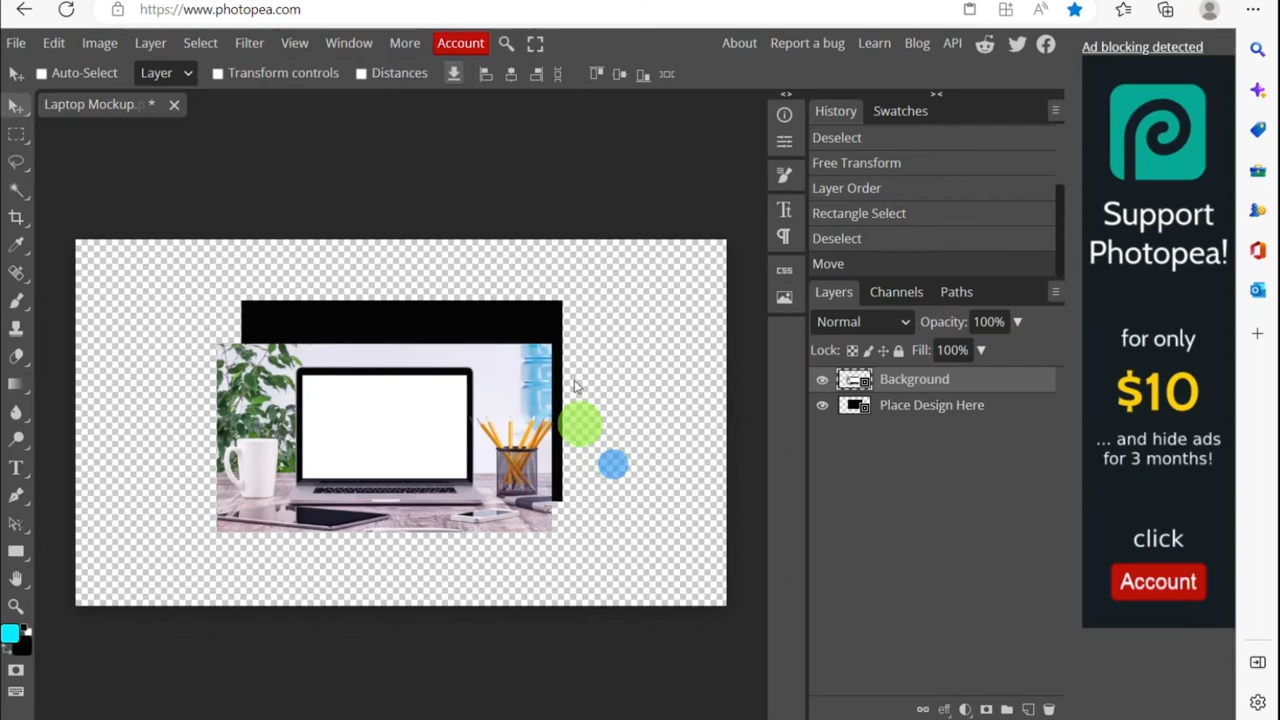 https://www.photopea.com
File Edit Image Layer Select Filter View Window More Account About Report a bug Learn Blog API
Auto-Select Layer Transform controls Distances
Laptop Mockup.p *
History Swatches
Deselect
Free Transform
Layer Order
Rectangle Select
Deselect
Move
Layers Channels Paths
Normal Opacity: 100%
Lock: Fill: 100%
Background
Place Design Here
CSS
eff
Ad blocking detected
Support
Photopea!
for only
$10
... and hide ads
for 3 months!
click
Account